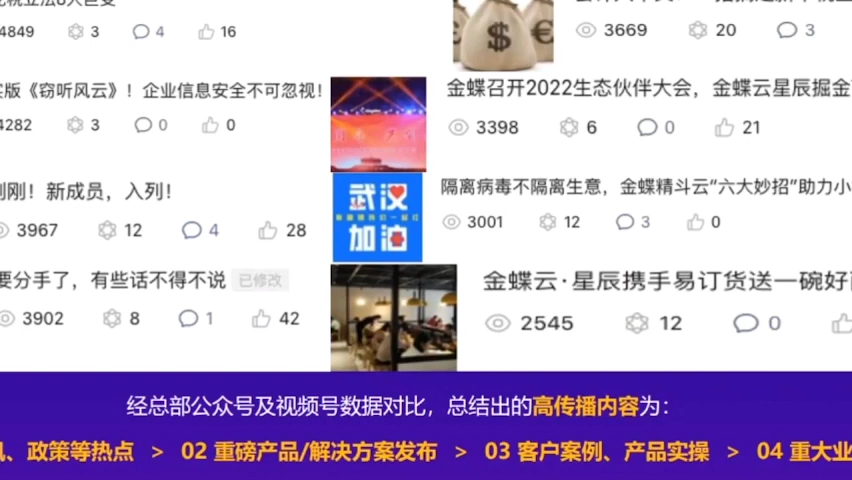 4849 3 4 16
3669 20 3
实版《窃听风云》！企业信息安全不可忽视！
4282 3 0 0
金蝶召开2022生态伙伴大会，金蝶云星辰掘金
3398 6 0 21
刚刚！新成员，入列！
3967 12 4 28
武汉
加油
隔离病毒不隔离生意，金蝶精斗云“六大妙招”助力小
3001 12 3 0
要分手了，有些话不得不说 已修改
3902 8 1 42
金蝶云·星辰携手易订货送一碗好
2545 12 0
经总部公众号及视频号数据对比，总结出的高传播内容为：
、政策等热点 > 02 重磅产品/解决方案发布 > 03 客户案例、产品实操 > 04 重大业